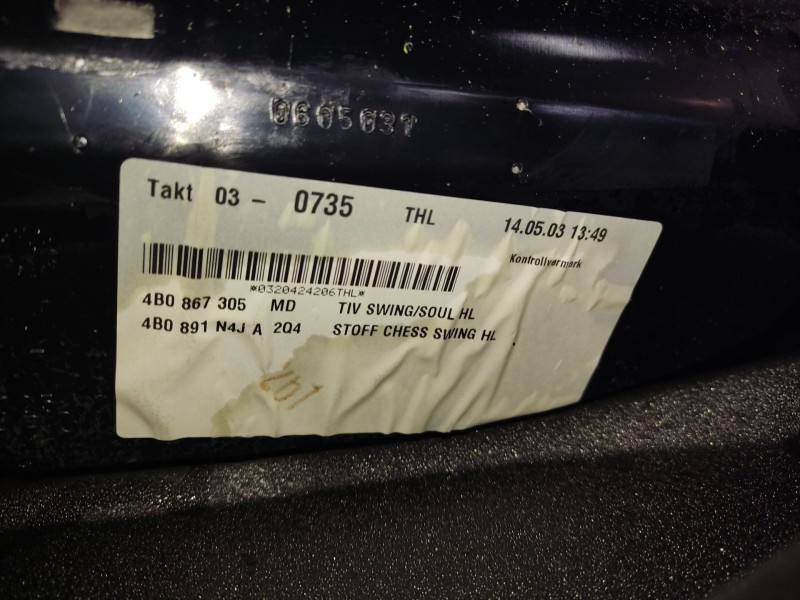 0605031
Takt 03 - 0735 THL 14.05.03 13:49
Kontrollvermerk
*0320424206THL*
4B0 867 305 MD TIV SWING/SOUL HL
4B0 891 N4J A 2Q4 STOFF CHESS SWING HL